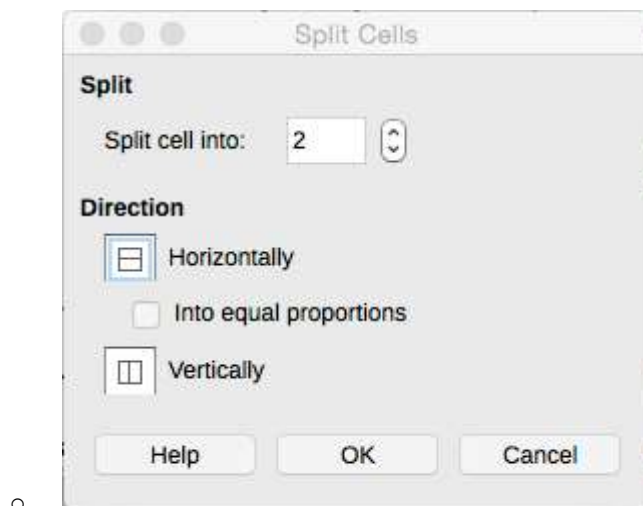 Split Cells
Split
Split cell into: 2
Direction
Horizontally
Into equal proportions
Vertically
Help OK Cancel